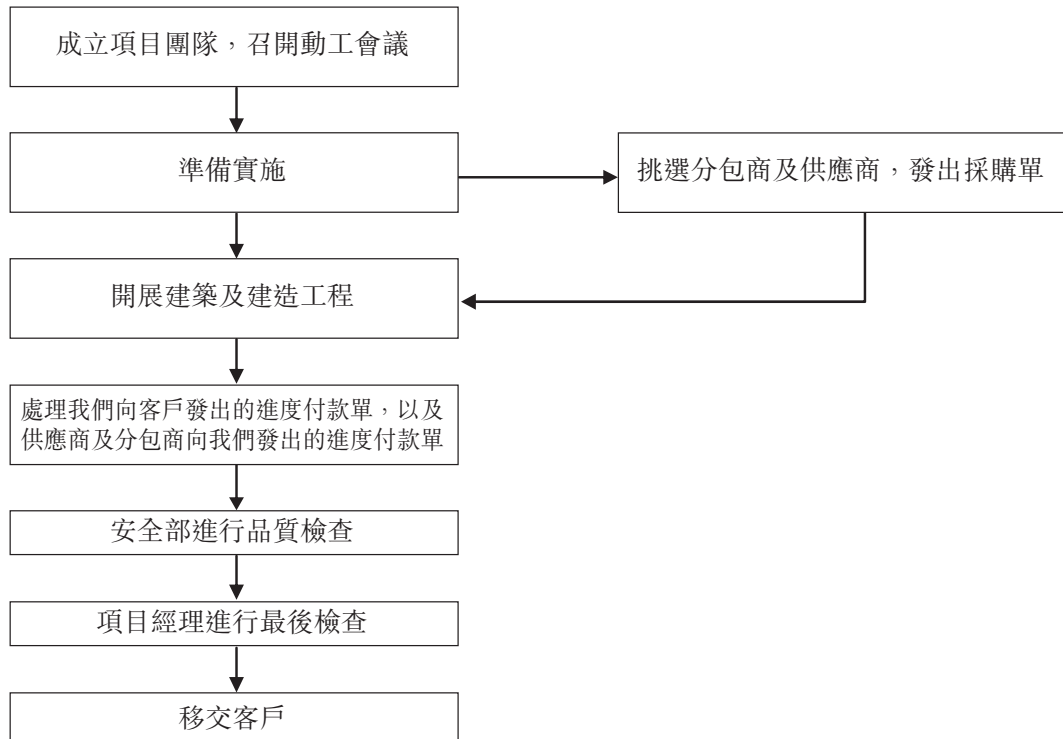 成立項目團隊，召開動工會議
準備實施
挑選分包商及供應商，發出採購單
開展建築及建造工程
處理我們向客戶發出的進度付款單，以及
供應商及分包商向我們發出的進度付款單
安全部進行品質檢查
項目經理進行最後檢查
移交客戶